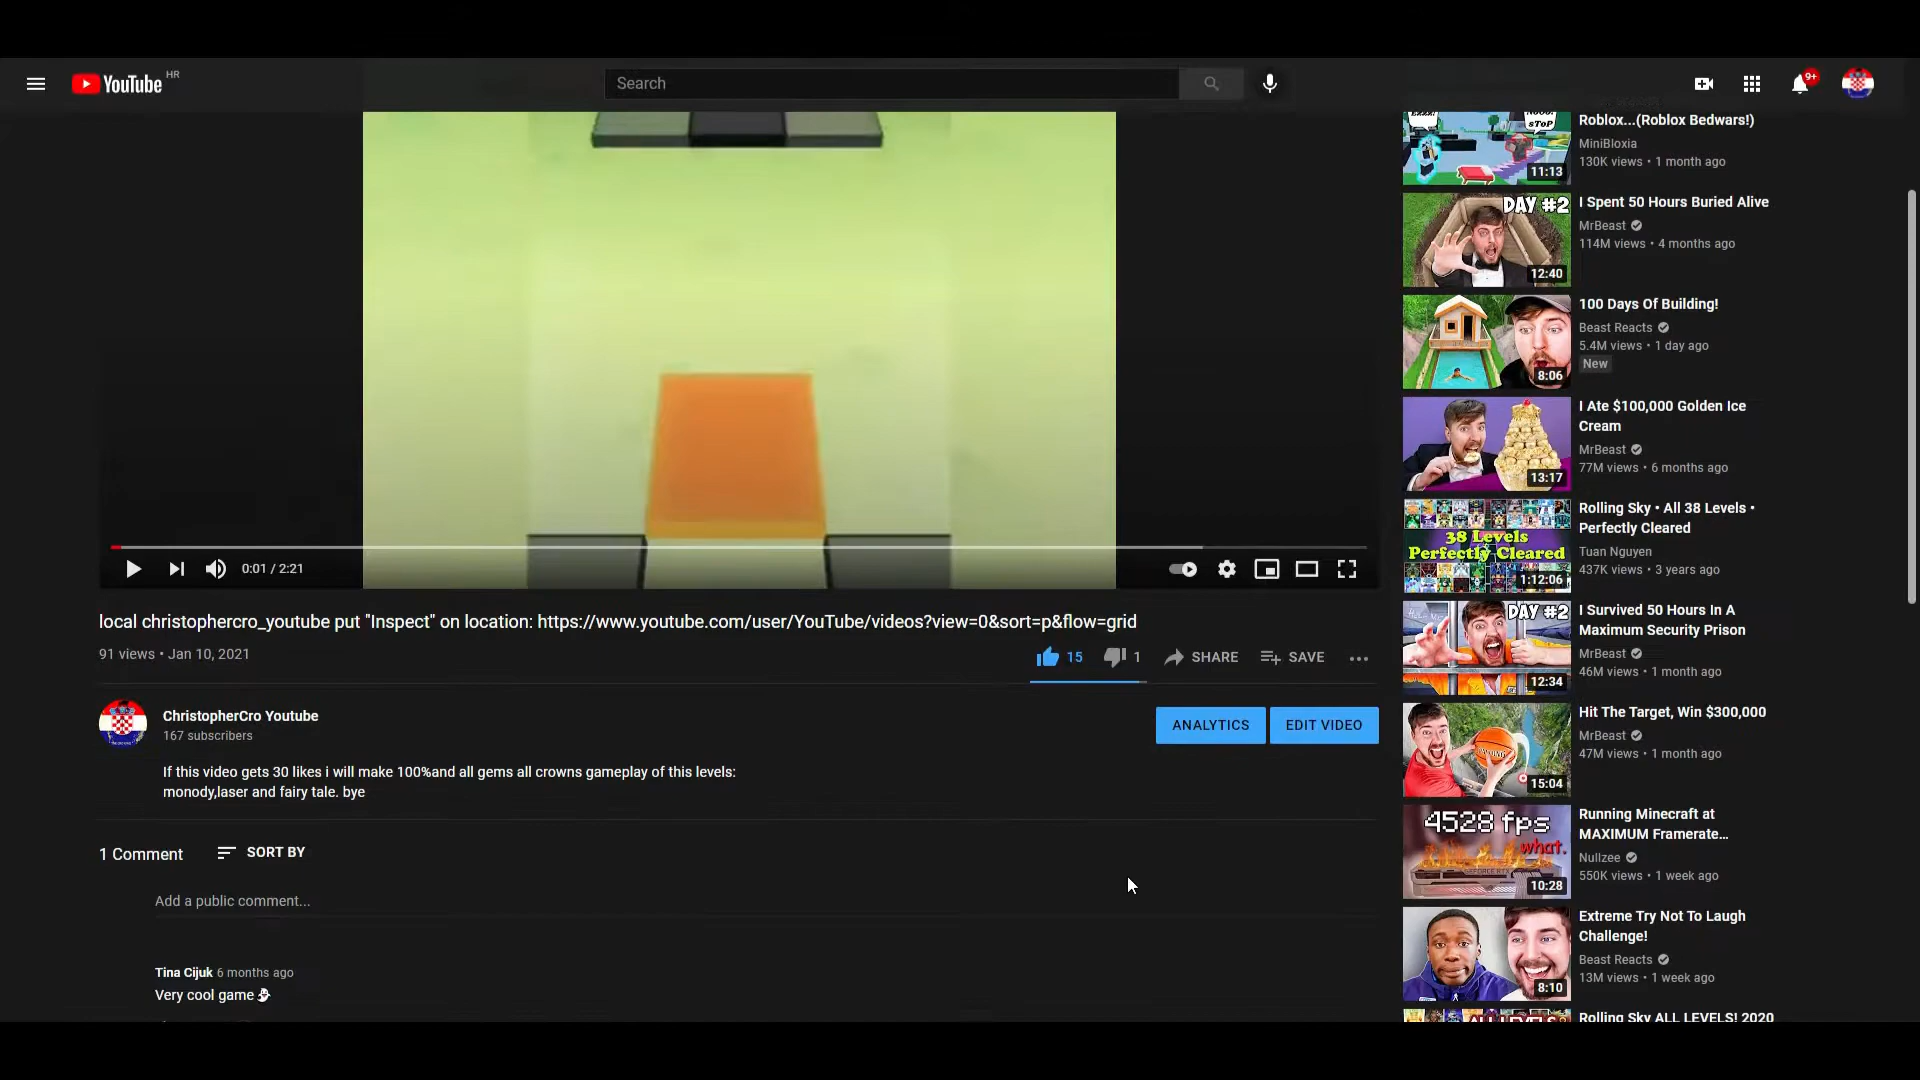 YouTube HR
Search
9+
0:01 / 2:21
local christophercro_youtube put "Inspect" on location: https://www.youtube.com/user/YouTube/videos?view=0&sort=p&flow=grid
91 views • Jan 10, 2021
15
1
SHARE
SAVE
ChristopherCro Youtube
167 subscribers
ANALYTICS
EDIT VIDEO
If this video gets 30 likes i will make 100%and all gems all crowns gameplay of this levels:
monody,laser and fairy tale. bye
1 Comment
SORT BY
Add a public comment...
Tina Cijuk 6 months ago
Very cool game
sToP
11:13
Roblox...(Roblox Bedwars!)
MiniBloxia
130K views • 1 month ago
DAY #2
12:40
I Spent 50 Hours Buried Alive
MrBeast
114M views • 4 months ago
8:06
100 Days Of Building!
Beast Reacts
5.4M views • 1 day ago
New
13:17
I Ate $100,000 Golden Ice
Cream
MrBeast
77M views • 6 months ago
38 Levels
Perfectly Cleared
1:12:06
Rolling Sky • All 38 Levels •
Perfectly Cleared
Tuan Nguyen
437K views • 3 years ago
DAY #2
12:34
I Survived 50 Hours In A
Maximum Security Prison
MrBeast
46M views • 1 month ago
15:04
Hit The Target, Win $300,000
MrBeast
47M views • 1 month ago
4528 fps
what.
10:28
Running Minecraft at
MAXIMUM Framerate...
Nullzee
550K views • 1 week ago
8:10
Extreme Try Not To Laugh
Challenge!
Beast Reacts
13M views • 1 week ago
Rolling Sky ALL LEVELS! 2020